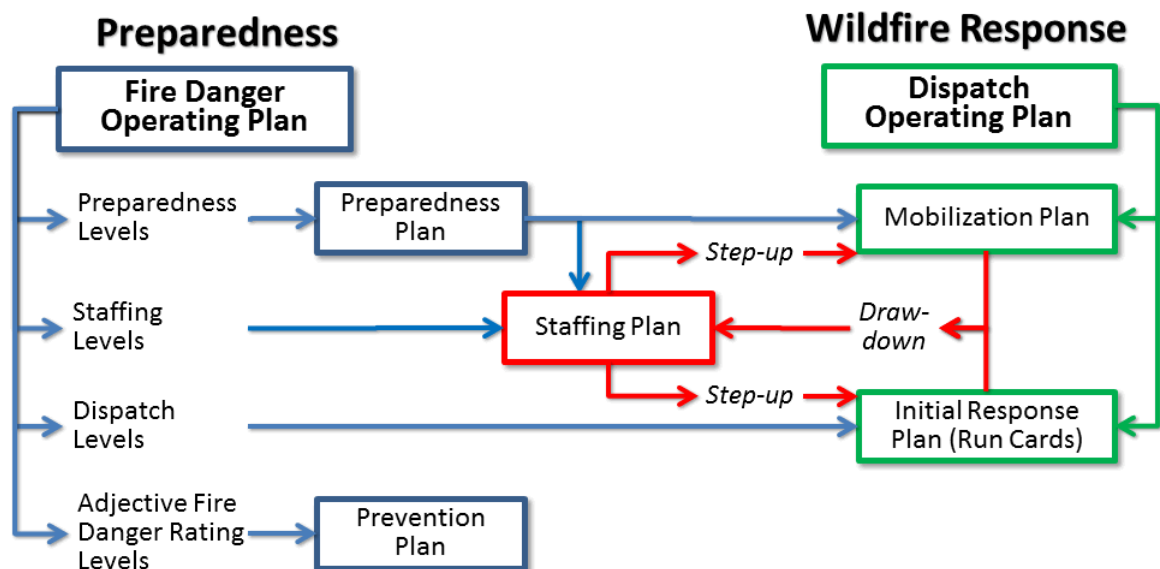 Preparedness
Wildfire Response
Fire Danger
Operating Plan
Dispatch
Operating Plan
Preparedness
Levels
Preparedness
Plan
Mobilization Plan
Step-up
Staffing
Levels
Staffing Plan
Draw-
down
Step-up
Dispatch
Levels
Initial Response
Plan (Run Cards)
Adjective Fire
Danger Rating
Levels
Prevention
Plan